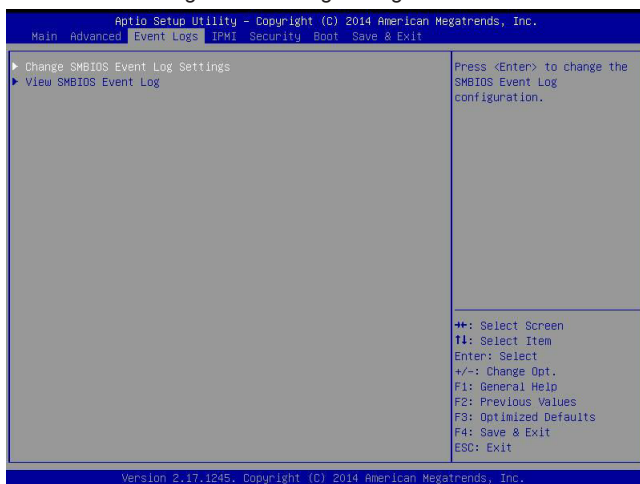 Aptio Setup Utility – Copyright (C) 2014 American Megatrends, Inc.
Main Advanced Event Logs IPMI Security Boot Save & Exit
▶ Change SMBIOS Event Log Settings
▶ View SMBIOS Event Log
Press <Enter> to change the
SMBIOS Event Log
configuration.
→←: Select Screen
↑↓: Select Item
Enter: Select
+/-: Change Opt.
F1: General Help
F2: Previous Values
F3: Optimized Defaults
F4: Save & Exit
ESC: Exit
Version 2.17.1245. Copyright (C) 2014 American Megatrends, Inc.